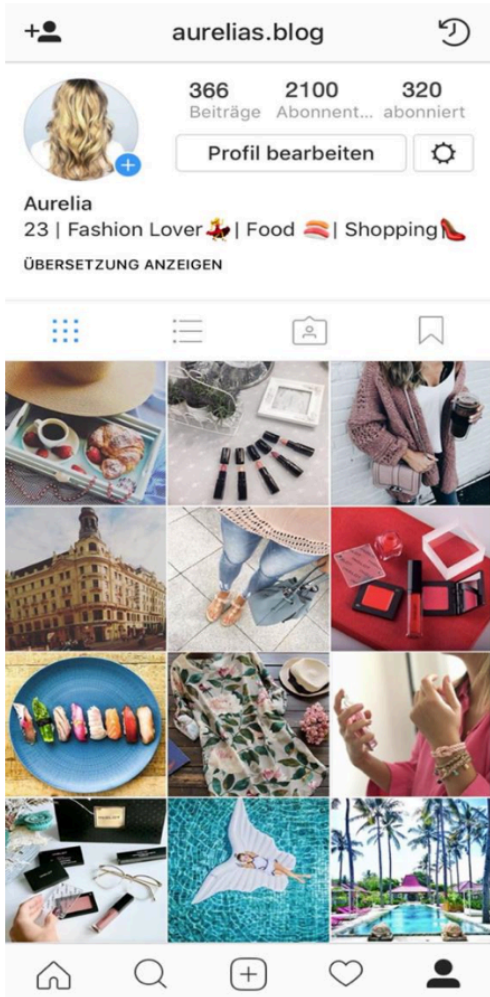 aurelias.blog
366 2100 320
Beiträge Abonnent... abonniert
Profil bearbeiten
Aurelia
23 | Fashion Lover💃| Food 🍣| Shopping👠
ÜBERSETZUNG ANZEIGEN